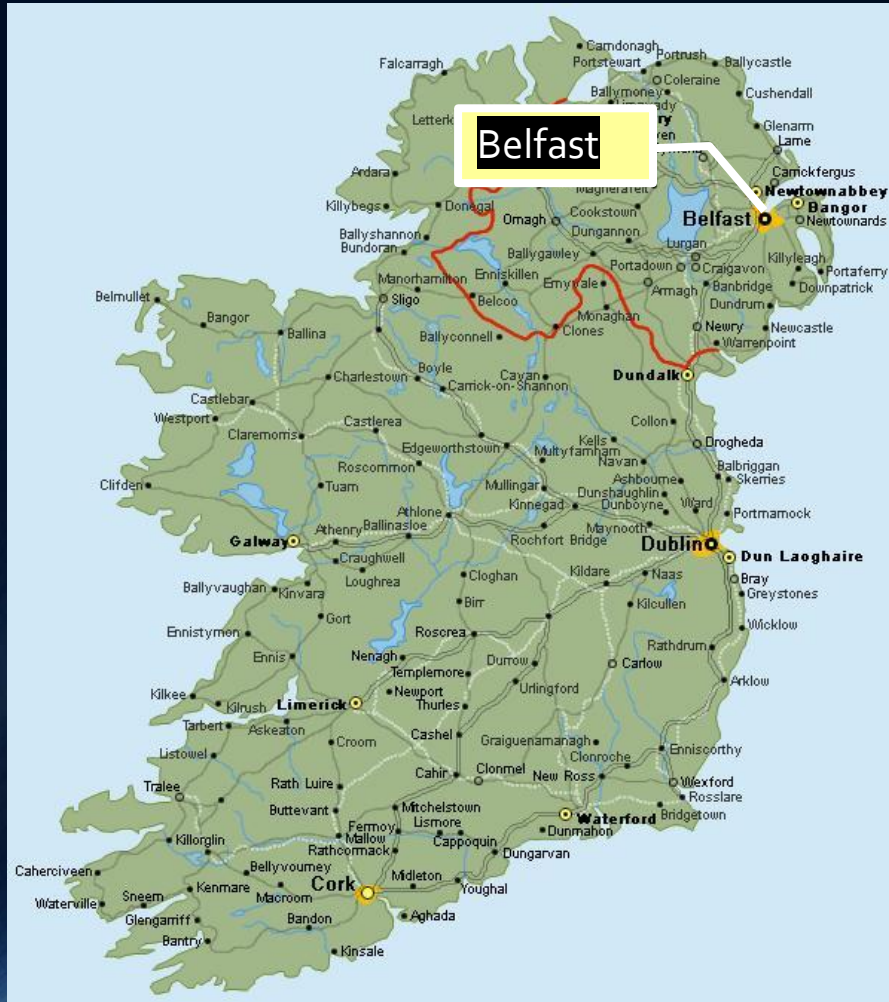 Carndonagh
Portrush
Ballycastle
Portstewart
Falcarragh
Coleraine
Ballymoney
Cushendall
Limavady
Glenarm
Larne
Belfast
Carrickfergus
Ardara
Newtownabbey
Bangor
Killybegs
Donegal
Cookstown
Omagh
Belfast
Newtownards
Ballyshannon
Dungannon
Bundoran
Lurgan
Ballygawley
Killyleagh
Portadown
Craigavon
Portaferry
Manorhamilton
Enniskillen
Emyvale
Banbridge
Downpatrick
Belmullet
Sligo
Belcoo
Armagh
Dundrum
Monaghan
Bangor
Ballina
Ballyconnell
Clones
Newry
Newcastle
Warrenpoint
Boyle
Charlestown
Cayan
Dundalk
Carrick-on-Shannon
Castlebar
Westport
Collon
Castlerea
Claremorris
Kells
Drogheda
Edgeworthstown
Multyfarnham
Navan
Balbriggan
Roscommon
Ashbourne
Skerries
Clifden
Tuam
Mullingar
Dunshaughlin
Kinnegad
Dunboyne
Ward
Athlone
Portmarnock
Ballinasloe
Maynooth
Athenry
Galway
Rochfort Bridge
Dublin
Dun Laoghaire
Craughwell
Loughrea
Cloghan
Kildare
Naas
Bray
Ballyvaughan
Kinvara
Greystones
Birr
Kilcullen
Gort
Wicklow
Ennistymon
Roscrea
Rathdrum
Ennis
Nenagh
Durrow
Carlow
Templemore
Arklow
Newport
Urlingford
Kilkee
Kilrush
Limerick
Thurles
Tarbert
Askeaton
Cashel
Croom
Graiguenamanagh
Enniscorthy
Listowel
Clonroche
Cahir
Clonmel
New Ross
Tralee
Rath Luire
Wexford
Rosslare
Mitchelstown
Buttevant
Bridgetown
Waterford
Fermoy
Lismore
Dunmahon
Mallow
Killorglin
Cappoquin
Rathcormack
Dungarvan
Caherciveen
Bellyvourney
Midleton
Cork
Kenmare
Youghal
Waterville
Sneem
Macroom
Glengarriff
Bandon
Aghada
Bantry
Kinsale